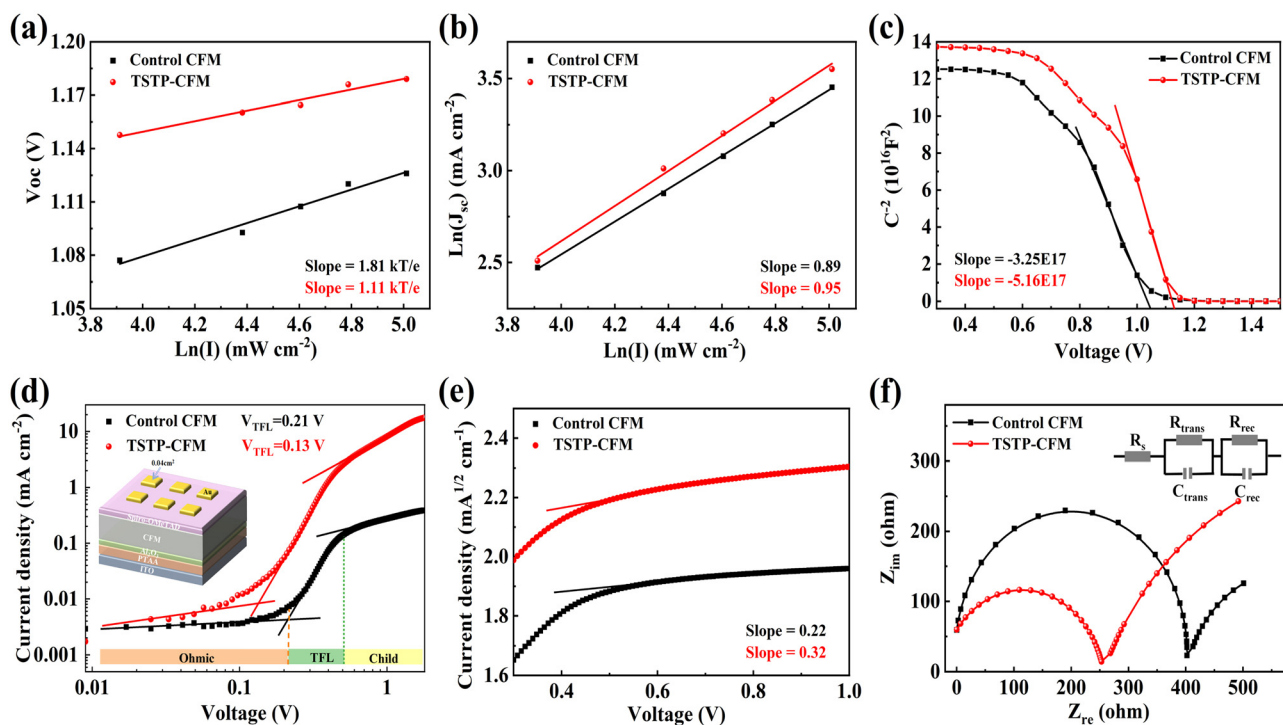 (a)
1.20
1.17
1.14
1.11
1.08
1.05
Voc (V)
Control CFM
TSTP-CFM
Slope = 1.81 kT/e
Slope = 1.11 kT/e
3.8 4.0 4.2 4.4 4.6 4.8 5.0
Ln(I) (mW cm-2)
(b)
3.5
3.0
2.5
Ln(Jsc) (mA cm-2)
Control CFM
TSTP-CFM
Slope = 0.89
Slope = 0.95
3.8 4.0 4.2 4.4 4.6 4.8 5.0
Ln(I) (mW cm-2)
(c)
14
12
10
8
6
4
2
0
C-2 (1016F2)
Control CFM
TSTP-CFM
Slope = -3.25E17
Slope = -5.16E17
0.4 0.6 0.8 1.0 1.2 1.4
Voltage (V)
(d)
10
1
0.1
0.01
0.001
Current density (mA cm-2)
Control CFM VTFL=0.21 V
TSTP-CFM VTFL=0.13 V
0.04cm2
Au
CFM
PTAA
ITO
Ohmic TFL Child
0.01 0.1 1
Voltage (V)
(e)
2.4
2.2
2.0
1.8
1.6
Current density (mA1/2 cm-1)
Control CFM
TSTP-CFM
Slope = 0.22
Slope = 0.32
0.4 0.6 0.8 1.0
Voltage (V)
(f)
300
200
100
0
Zim (ohm)
Control CFM
TSTP-CFM
Rs Rtrans Rrec
Ctrans Crec
0 100 200 300 400 500
Zre (ohm)